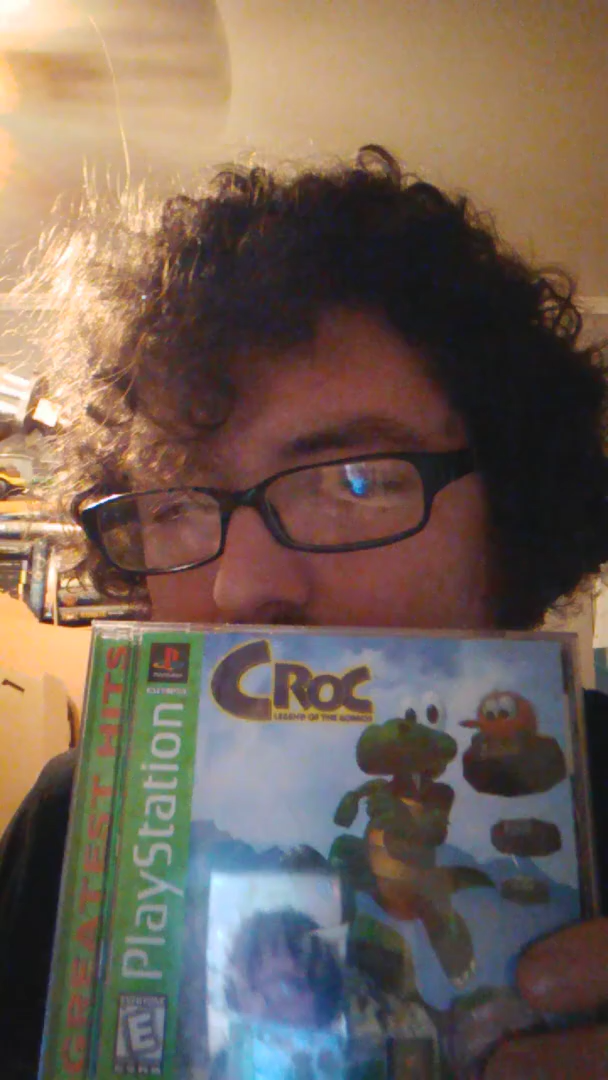 GREATEST HITS
PlayStation
CROC
LEGEND OF THE GOBBOS
EVERYONE
E